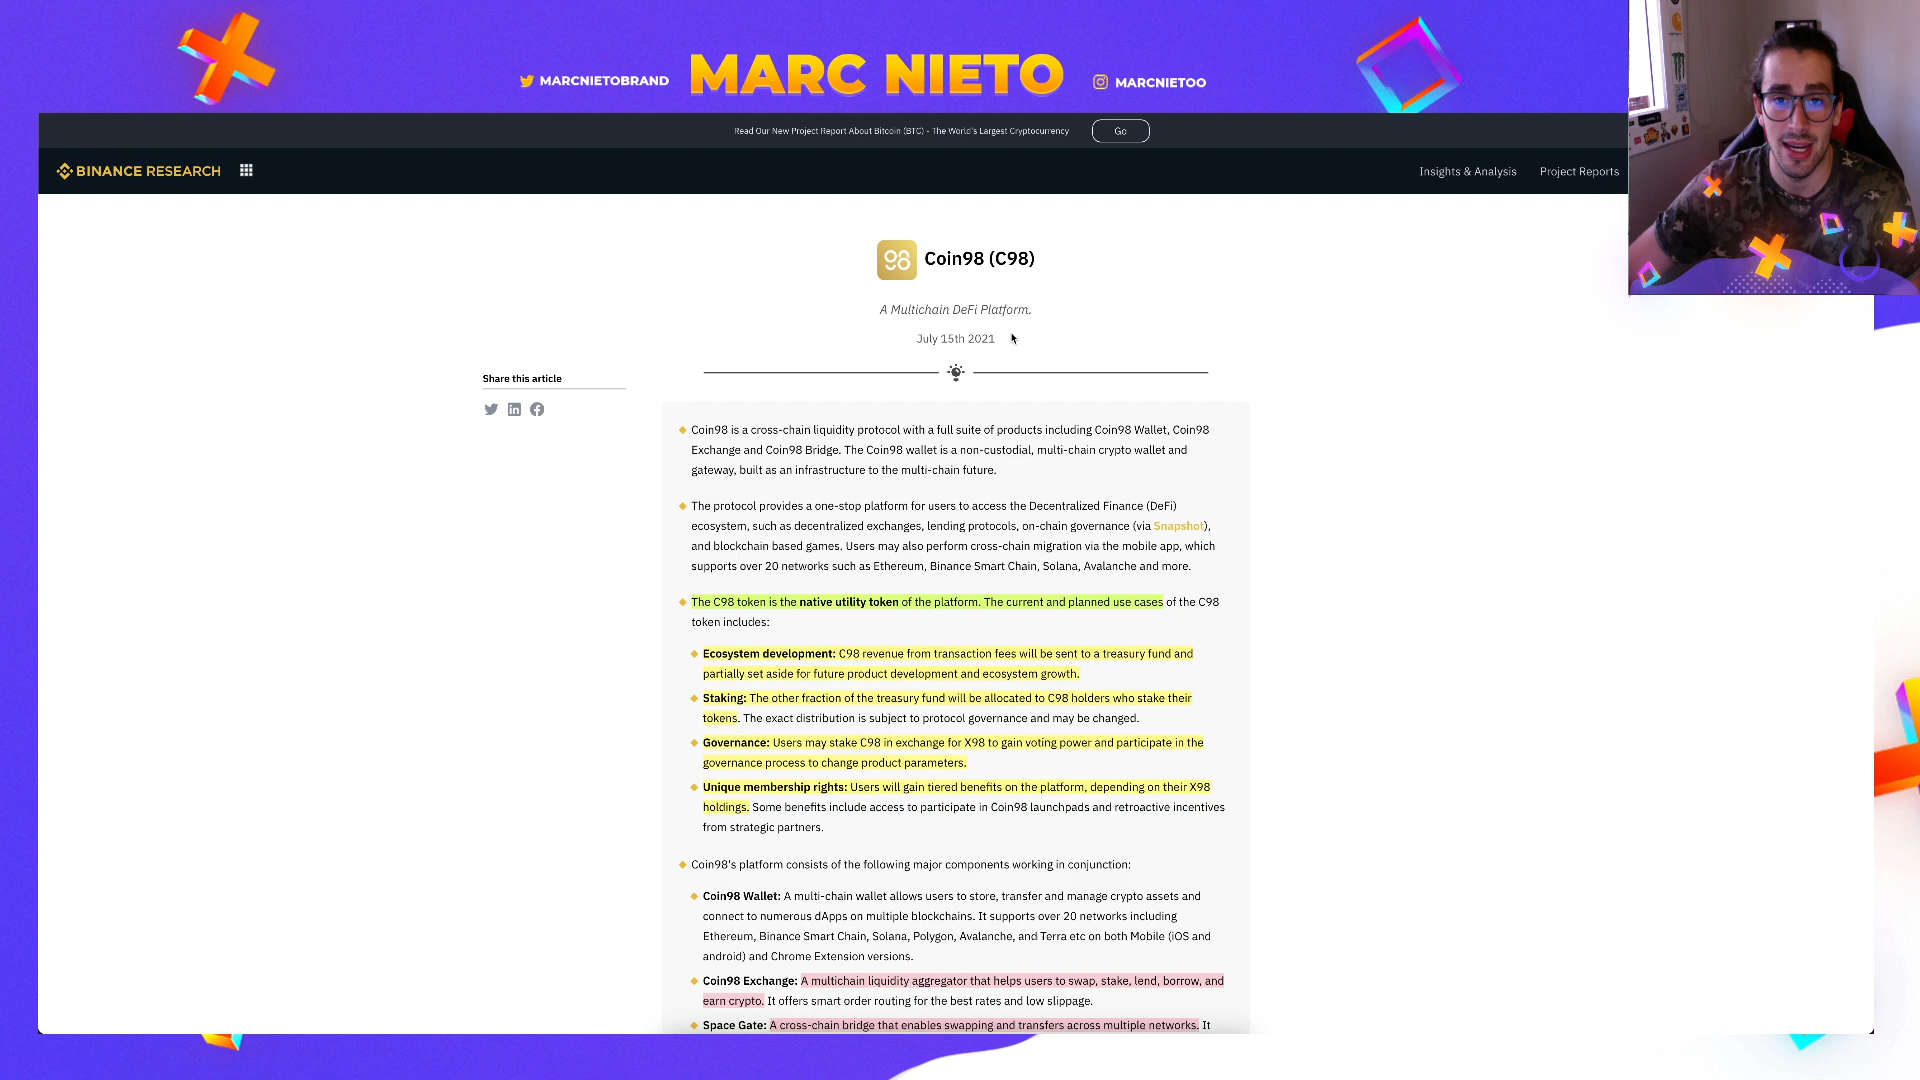 MARCNIETOBRAND
MARC NIETO
MARCNIETOO
Read Our New Project Report About Bitcoin (BTC) - The World's Largest Cryptocurrency
Go
BINANCE RESEARCH
Insights & Analysis
Project Reports
98
Coin98 (C98)
A Multichain DeFi Platform.
July 15th 2021
Share this article
Coin98 is a cross-chain liquidity protocol with a full suite of products including Coin98 Wallet, Coin98
Exchange and Coin98 Bridge. The Coin98 wallet is a non-custodial, multi-chain crypto wallet and
gateway, built as an infrastructure to the multi-chain future.
The protocol provides a one-stop platform for users to access the Decentralized Finance (DeFi)
ecosystem, such as decentralized exchanges, lending protocols, on-chain governance (via Snapshot),
and blockchain based games. Users may also perform cross-chain migration via the mobile app, which
supports over 20 networks such as Ethereum, Binance Smart Chain, Solana, Avalanche and more.
The C98 token is the native utility token of the platform. The current and planned use cases of the C98
token includes:
Ecosystem development: C98 revenue from transaction fees will be sent to a treasury fund and
partially set aside for future product development and ecosystem growth.
Staking: The other fraction of the treasury fund will be allocated to C98 holders who stake their
tokens. The exact distribution is subject to protocol governance and may be changed.
Governance: Users may stake C98 in exchange for X98 to gain voting power and participate in the
governance process to change product parameters.
Unique membership rights: Users will gain tiered benefits on the platform, depending on their X98
holdings. Some benefits include access to participate in Coin98 launchpads and retroactive incentives
from strategic partners.
Coin98's platform consists of the following major components working in conjunction:
Coin98 Wallet: A multi-chain wallet allows users to store, transfer and manage crypto assets and
connect to numerous dApps on multiple blockchains. It supports over 20 networks including
Ethereum, Binance Smart Chain, Solana, Polygon, Avalanche, and Terra etc on both Mobile (iOS and
android) and Chrome Extension versions.
Coin98 Exchange: A multichain liquidity aggregator that helps users to swap, stake, lend, borrow, and
earn crypto. It offers smart order routing for the best rates and low slippage.
Space Gate: A cross-chain bridge that enables swapping and transfers across multiple networks. It